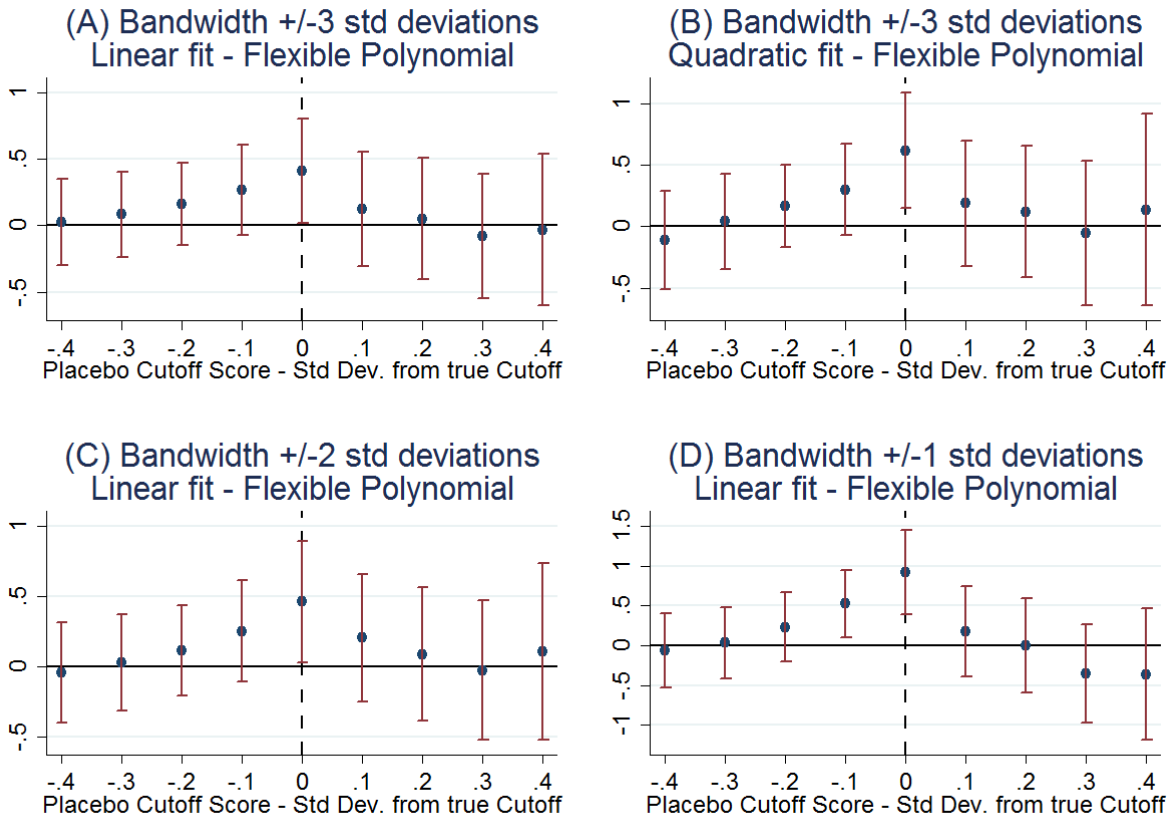 (A) Bandwidth +/-3 std deviations
Linear fit - Flexible Polynomial
1
.5
0
-.5
-.4 -.3 -.2 -.1 0 .1 .2 .3 .4
Placebo Cutoff Score - Std Dev. from true Cutoff
(B) Bandwidth +/-3 std deviations
Quadratic fit - Flexible Polynomial
1
.5
0
-.5
-.4 -.3 -.2 -.1 0 .1 .2 .3 .4
Placebo Cutoff Score - Std Dev. from true Cutoff
(C) Bandwidth +/-2 std deviations
Linear fit - Flexible Polynomial
1
.5
0
-.5
-.4 -.3 -.2 -.1 0 .1 .2 .3 .4
Placebo Cutoff Score - Std Dev. from true Cutoff
(D) Bandwidth +/-1 std deviations
Linear fit - Flexible Polynomial
1.5
1
.5
0
-.5
-1
-.4 -.3 -.2 -.1 0 .1 .2 .3 .4
Placebo Cutoff Score - Std Dev. from true Cutoff